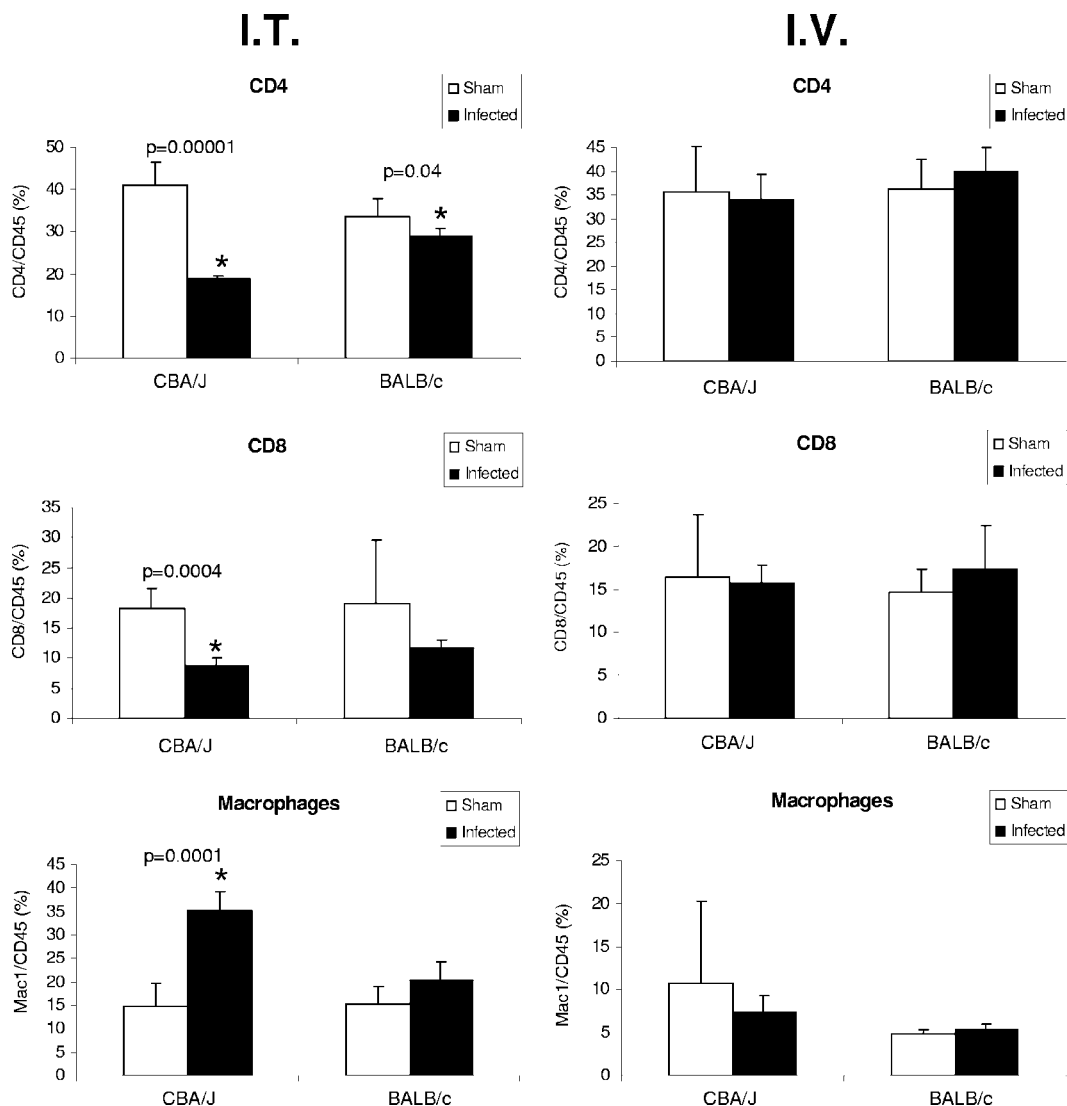 I.T.
I.V.
CD4
Sham
Infected
p=0.00001
p=0.04
*
*
CD4/CD45 (%)
50
40
30
20
10
0
CBA/J
BALB/c
CD4
Sham
Infected
CD4/CD45 (%)
45
40
35
30
25
20
15
10
5
0
CBA/J
BALB/c
CD8
Sham
Infected
p=0.0004
*
CD8/CD45 (%)
35
30
25
20
15
10
5
0
CBA/J
BALB/c
CD8
Sham
Infected
CD8/CD45 (%)
25
20
15
10
5
0
CBA/J
BALB/c
Macrophages
Sham
Infected
p=0.0001
*
Mac1/CD45 (%)
45
40
35
30
25
20
15
10
5
0
CBA/J
BALB/c
Macrophages
Sham
Infected
Mac1/CD45 (%)
25
20
15
10
5
0
CBA/J
BALB/c